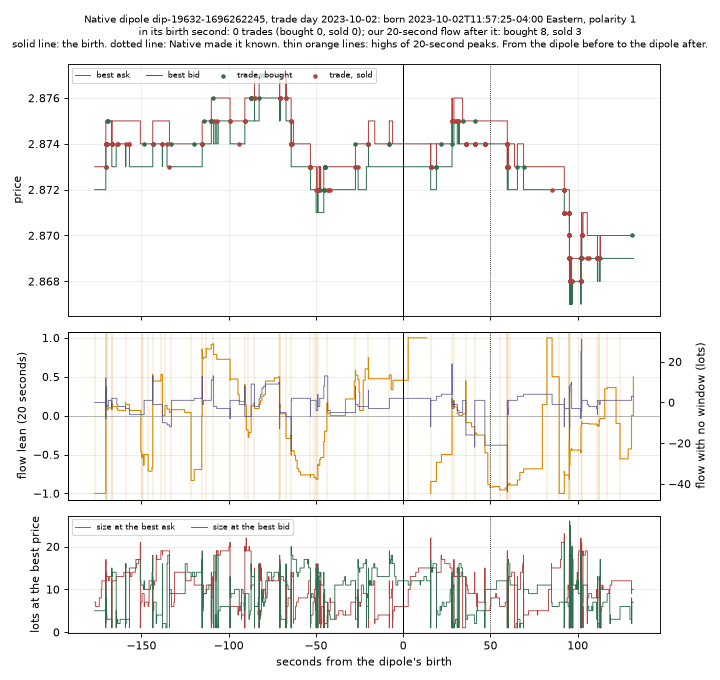 Native dipole dip-19632-1696262245, trade day 2023-10-02: born 2023-10-02T11:57:25-04:00 Eastern, polarity 1
in its birth second: 0 trades (bought 0, sold 0); our 20-second flow after it: bought 8, sold 3
solid line: the birth. dotted line: Native made it known. thin orange lines: highs of 20-second peaks. From the dipole before to the dipole after.
best ask
best bid
trade, bought
trade, sold
2.876
2.874
2.872
2.870
2.868
price
1.0
0.5
0.0
−0.5
−1.0
flow lean (20 seconds)
20
0
−20
−40
flow with no window (lots)
size at the best ask
size at the best bid
20
10
0
lots at the best price
−150
−100
−50
0
50
100
seconds from the dipole's birth